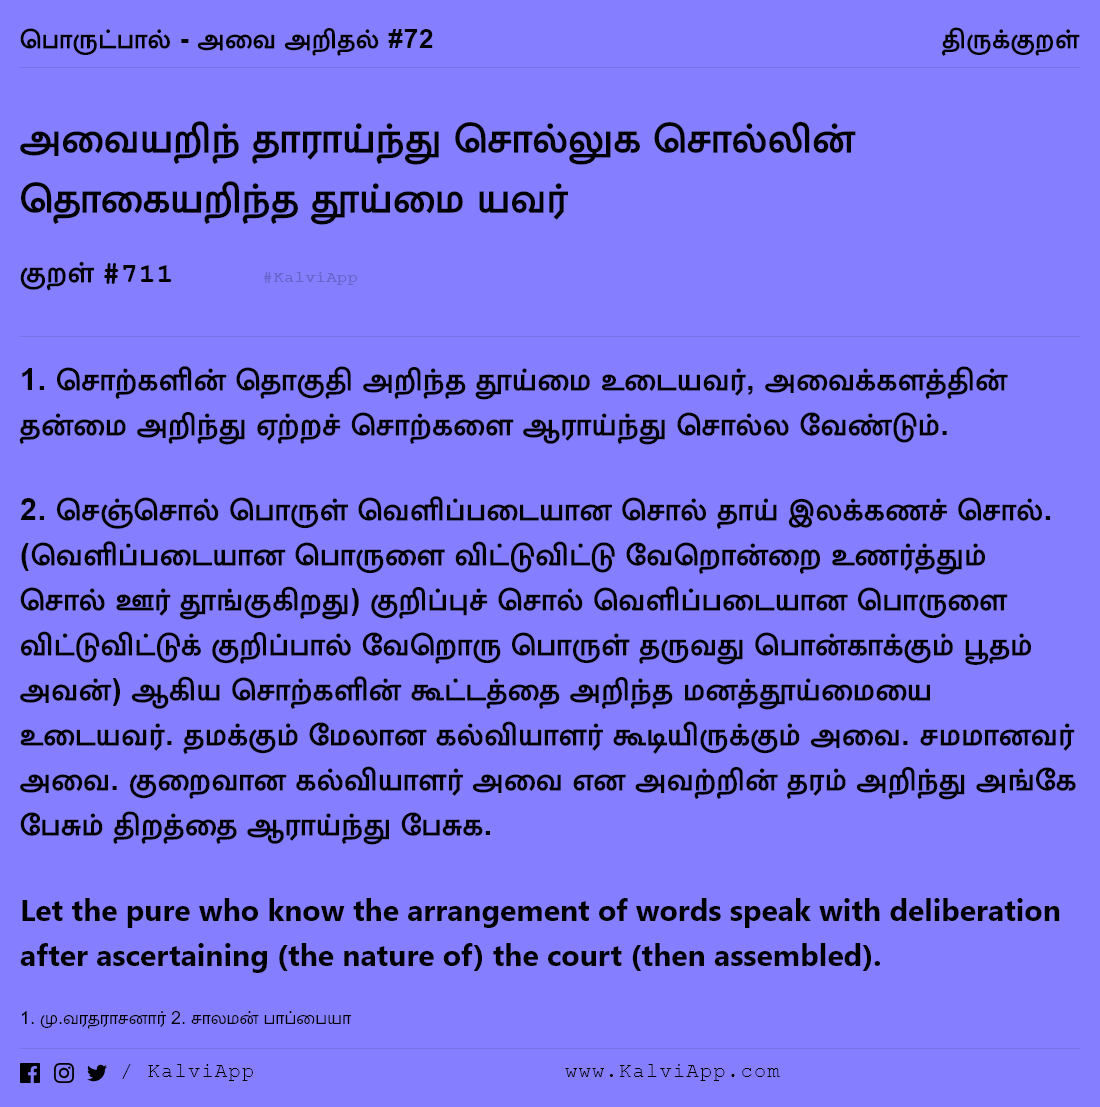 பொருட்பால் - அவை அறிதல் #72 திருக்குறள்
அவையறிந் தாராய்ந்து சொல்லுக சொல்லின்
தொகையறிந்த தூய்மை யவர்
குறள் #711 #KalviApp
1. சொற்களின் தொகுதி அறிந்த தூய்மை உடையவர், அவைக்களத்தின்
தன்மை அறிந்து ஏற்றச் சொற்களை ஆராய்ந்து சொல்ல வேண்டும்.
2. செஞ்சொல் பொருள் வெளிப்படையான சொல் தாய் இலக்கணச் சொல்.
(வெளிப்படையான பொருளை விட்டுவிட்டு வேறொன்றை உணர்த்தும்
சொல் ஊர் தூங்குகிறது) குறிப்புச் சொல் வெளிப்படையான பொருளை
விட்டுவிட்டுக் குறிப்பால் வேறொரு பொருள் தருவது பொன்காக்கும் பூதம்
அவன்) ஆகிய சொற்களின் கூட்டத்தை அறிந்த மனத்தூய்மையை
உடையவர். தமக்கும் மேலான கல்வியாளர் கூடியிருக்கும் அவை. சமமானவர்
அவை. குறைவான கல்வியாளர் அவை என அவற்றின் தரம் அறிந்து அங்கே
பேசும் திறத்தை ஆராய்ந்து பேசுக.
Let the pure who know the arrangement of words speak with deliberation
after ascertaining (the nature of) the court (then assembled).
1. மு.வரதராசனார் 2. சாலமன் பாப்பையா
/ KalviApp www.KalviApp.com